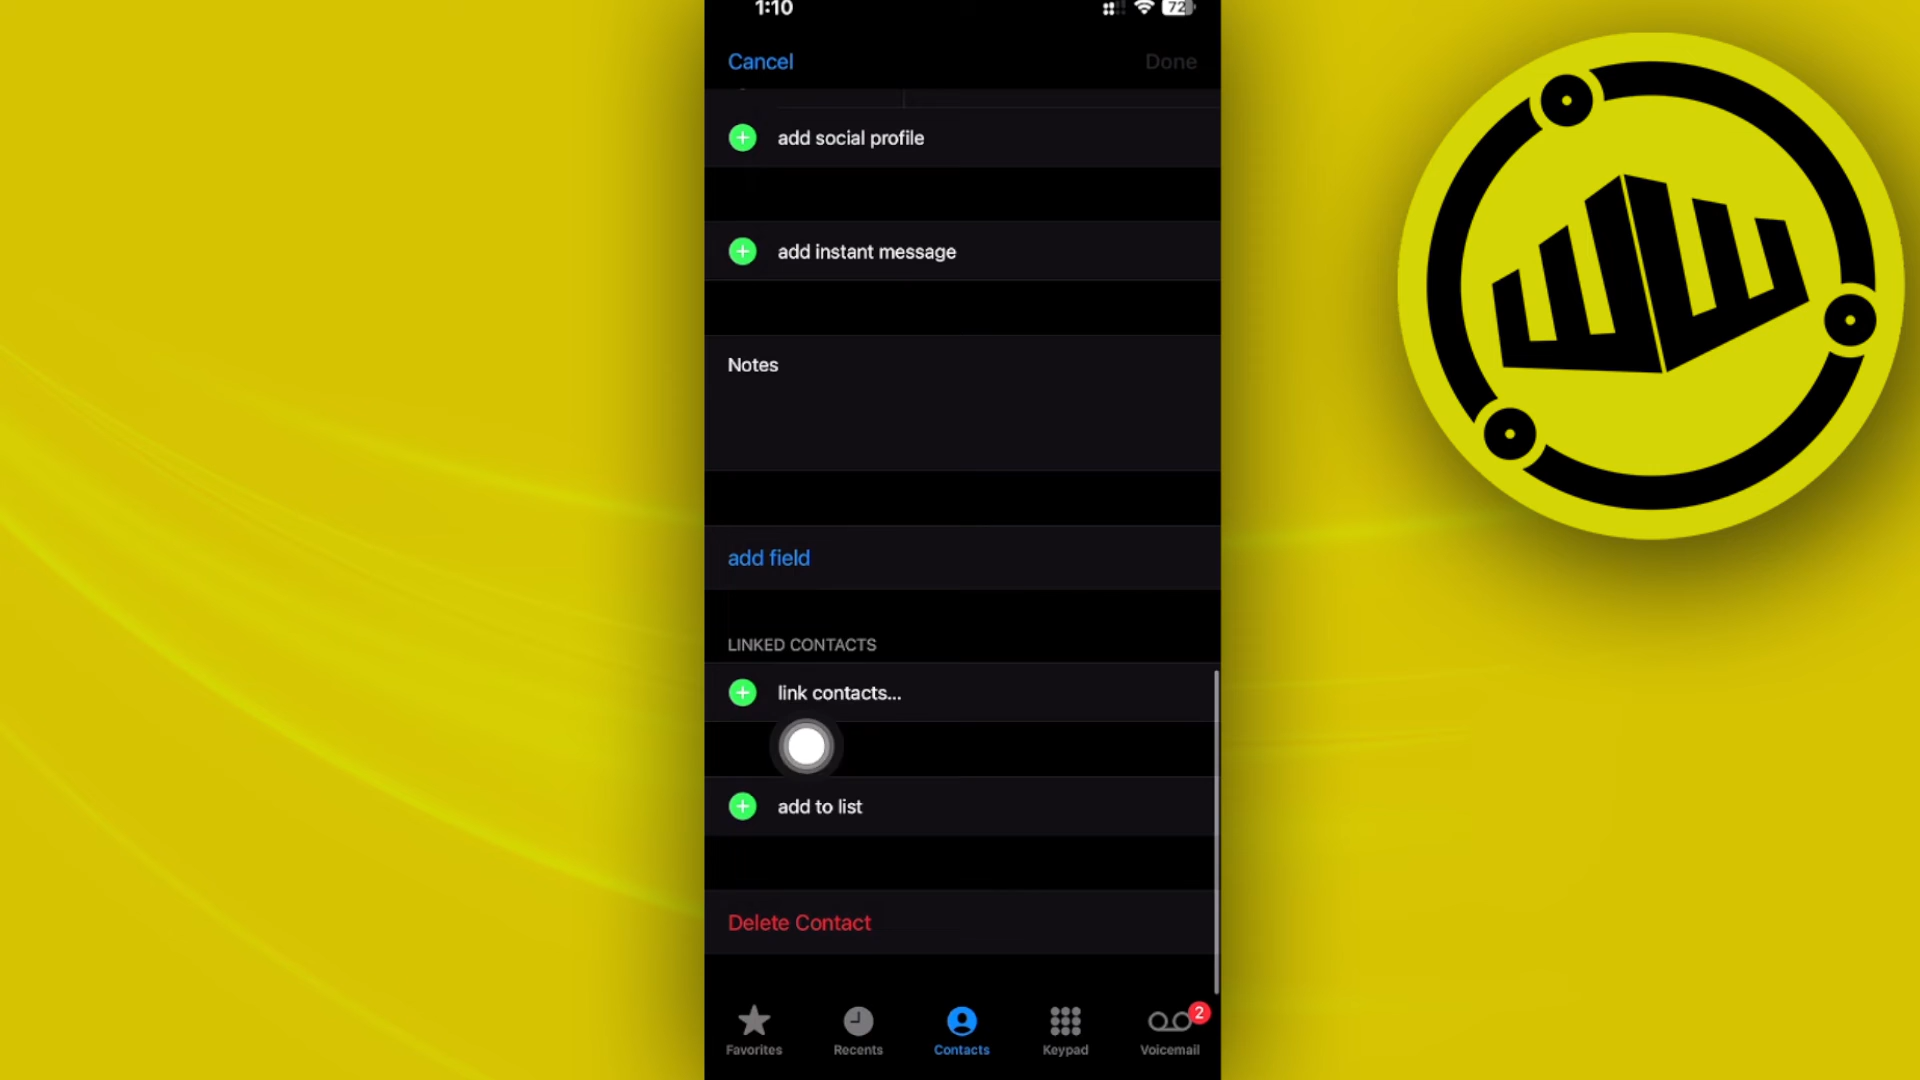 1:10
72
Cancel
Done
add social profile
add instant message
Notes
add field
LINKED CONTACTS
link contacts...
add to list
Delete Contact
2
Favorites
Recents
Contacts
Keypad
Voicemail